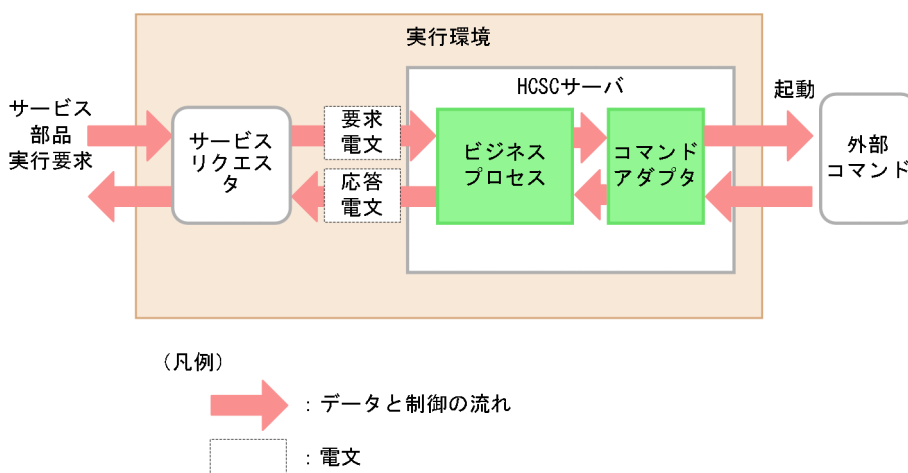 実行環境
HCSCサーバ
サービス
部品
実行要求
サービス
リクエス
タ
要求
電文
応答
電文
ビジネス
プロセス
コマンド
アダプタ
起動
外部
コマンド
（凡例）
：データと制御の流れ
：電文